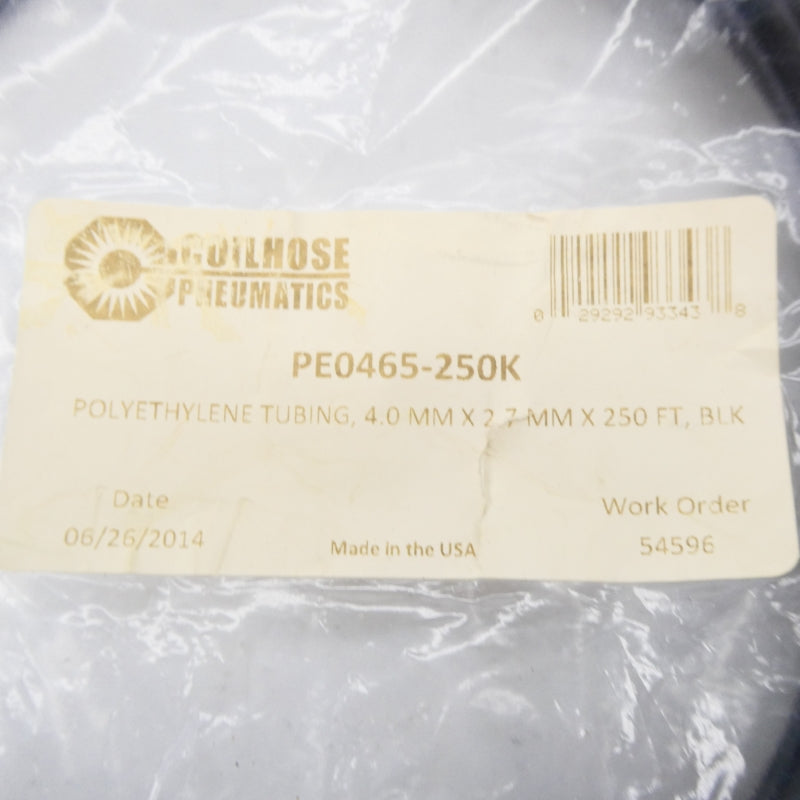 COILHOSE
PNEUMATICS
0 29292 93343 8
PE0465-250K
POLYETHYLENE TUBING, 4.0 MM X 2.7 MM X 250 FT, BLK
Date
06/26/2014
Made in the USA
Work Order
54596